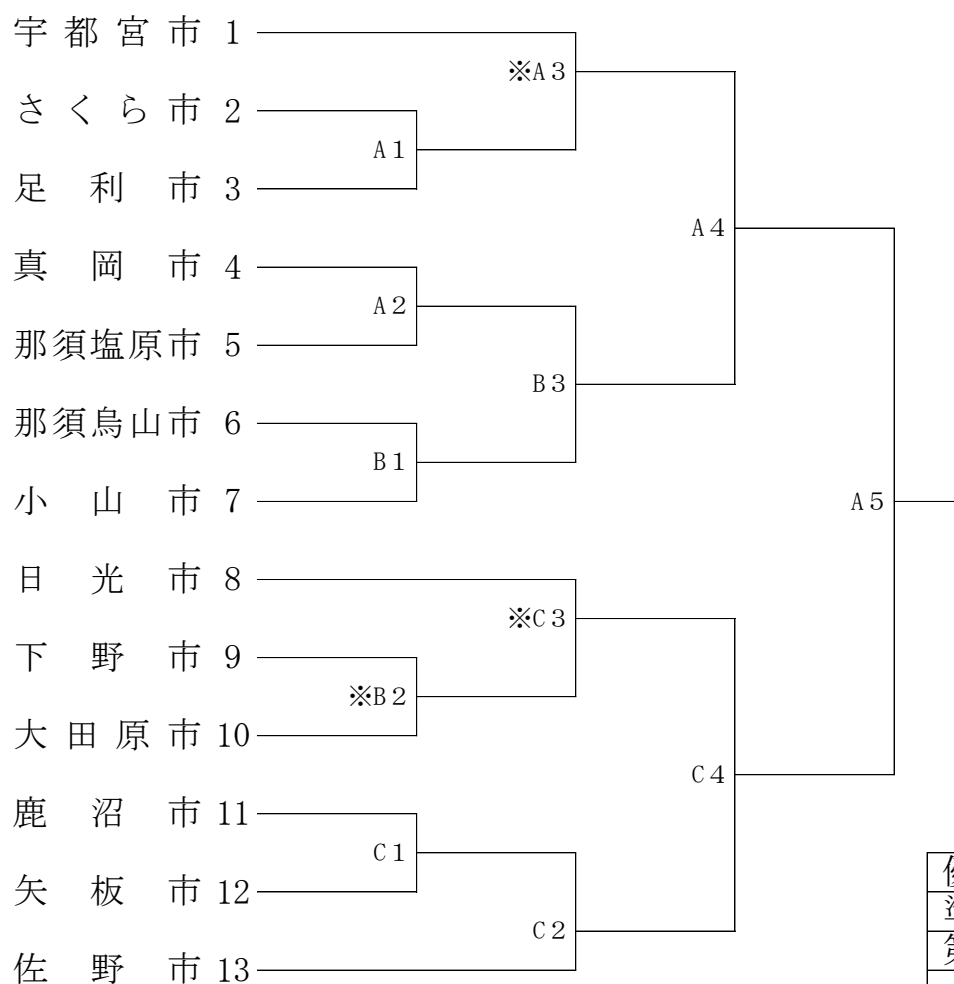 宇都宮市 1
※A3
さくら市 2
A1
足利市 3
A4
真岡市 4
A2
那須塩原市 5
B3
那須烏山市 6
B1
小山市 7
A5
日光市 8
※C3
下野市 9
※B2
大田原市 10
C4
鹿沼市 11
C1
矢板市 12
C2
佐野市 13